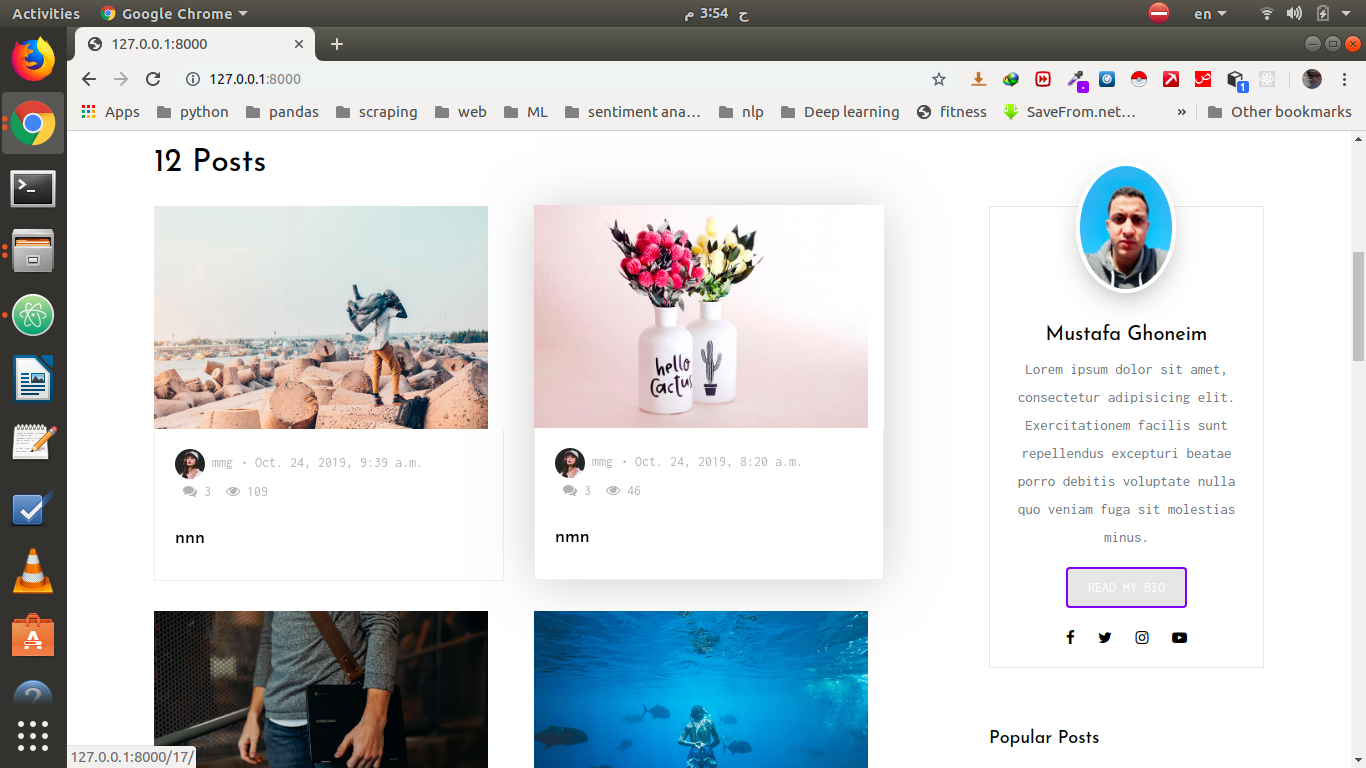 Activities
Google Chrome
م 3:54 ح
en
127.0.0.1:8000
127.0.0.1:8000
1
Apps
python
pandas
scraping
web
ML
sentiment ana…
nlp
Deep learning
fitness
SaveFrom.net…
»
Other bookmarks
12 Posts
hello
Cactus
mmg • Oct. 24, 2019, 9:39 a.m.
3 109
nnn
mmg • Oct. 24, 2019, 8:20 a.m.
3 46
nmn
SAMSUNG
Mustafa Ghoneim
Lorem ipsum dolor sit amet,
consectetur adipisicing elit.
Exercitationem facilis sunt
repellendus excepturi beatae
porro debitis voluptate nulla
quo veniam fuga sit molestias
minus.
READ MY BIO
Popular Posts
127.0.0.1:8000/17/